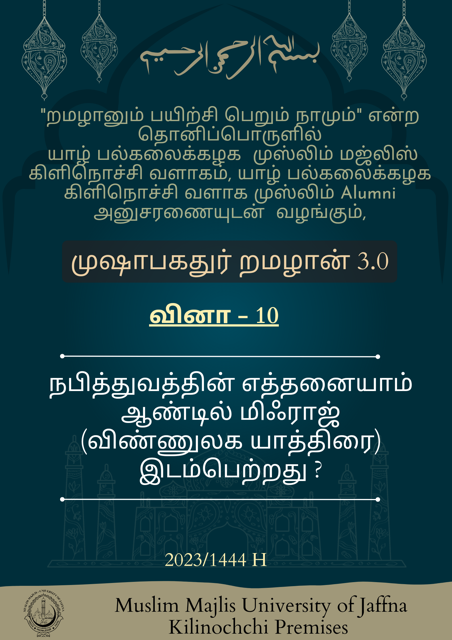 بسم الله الرحمن الرحيم
"றமழானும் பயிற்சி பெறும் நாமும்" என்ற
தொனிப்பொருளில்
யாழ் பல்கலைக்கழக முஸ்லிம் மஜ்லிஸ்
கிளிநொச்சி வளாகம், யாழ் பல்கலைக்கழக
கிளிநொச்சி வளாக முஸ்லிம் Alumni
அனுசரணையுடன் வழங்கும்,
முஷாபகதுர் றமழான் 3.0
வினா - 10
நபித்துவத்தின் எத்தனையாம்
ஆண்டில் மிஃராஜ்
(விண்ணுலக யாத்திரை)
இடம்பெற்றது ?
2023/1444 H
Muslim Majlis University of Jaffna
Kilinochchi Premises